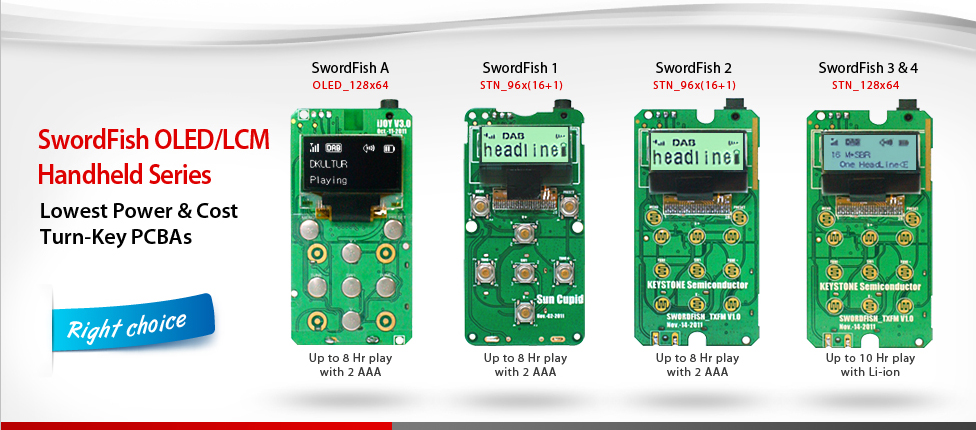 SwordFish OLED/LCM
Handheld Series
Lowest Power & Cost
Turn-Key PCBAs
Right choice
SwordFish A
OLED_128x64
IJOY V3.0
Oct.-11-2011
DAB
DKULTUR
Playing
Up to 8 Hr play
with 2 AAA
SwordFish 1
STN_96x(16+1)
DAB
headline
Sun Cupid
Nov.-02-2011
Up to 8 Hr play
with 2 AAA
SwordFish 2
STN_96x(16+1)
DAB
headline
KEYSTONE Semiconductor
SWORDFISH_TXFM V1.0
Nov.-14-2011
Up to 8 Hr play
with 2 AAA
SwordFish 3 & 4
STN_128x64
One HeadLine
KEYSTONE Semiconductor
SWORDFISH_TXFM V1.0
Nov.-14-2011
Up to 10 Hr play
with Li-ion